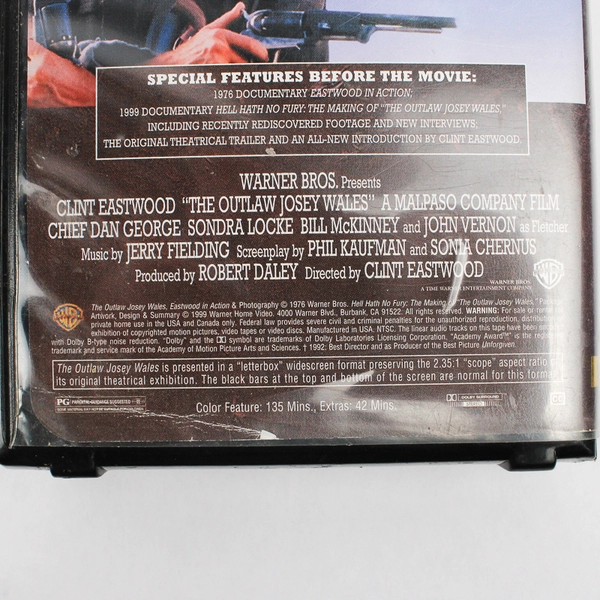 SPECIAL FEATURES BEFORE THE MOVIE:
1976 DOCUMENTARY EASTWOOD IN ACTION;
1999 DOCUMENTARY HELL HATH NO FURY: THE MAKING OF "THE OUTLAW JOSEY WALES,"
INCLUDING RECENTLY REDISCOVERED FOOTAGE AND NEW INTERVIEWS;
THE ORIGINAL THEATRICAL TRAILER AND AN ALL-NEW INTRODUCTION BY CLINT EASTWOOD.
WARNER BROS. Presents
CLINT EASTWOOD "THE OUTLAW JOSEY WALES" A MALPASO COMPANY FILM
CHIEF DAN GEORGE SONDRA LOCKE BILL McKINNEY and JOHN VERNON as Fletcher
Music by JERRY FIELDING Screenplay by PHIL KAUFMAN and SONIA CHERNUS
Produced by ROBERT DALEY Directed by CLINT EASTWOOD
WARNER BROS.
A TIME WARNER ENTERTAINMENT COMPANY
The Outlaw Josey Wales, Eastwood in Action & Photography © 1976 Warner Bros. Hell Hath No Fury: The Making of "The Outlaw Josey Wales,"
Artwork, Design & Summary © 1999 Warner Home Video. 4000 Warner Blvd., Burbank, CA 91522. All rights reserved. WARNING: For sale or
private home use in the USA and Canada only. Federal law provides severe civil and criminal penalties for the unauthorized reproduction, distribution
exhibition of copyrighted motion pictures, video tapes or video discs. Manufactured in USA. NTSC. The linear audio tracks on this tape have been
with Dolby B-type noise reduction. "Dolby" and the DD symbol are trademarks of Dolby Laboratories Licensing Corporation. "Academy Award™" is the
trademark and service mark of the Academy of Motion Picture Arts and Sciences. † 1992: Best Director and as Producer of the Best Picture Unforgiven.
The Outlaw Josey Wales is presented in a "letterbox" widescreen format preserving the 2.35:1 "scope" aspect ratio
its original theatrical exhibition. The black bars at the top and bottom of the screen are normal for this
PG PARENTAL GUIDANCE SUGGESTED
Color Feature: 135 Mins., Extras: 42 Mins.
DOLBY SURROUND